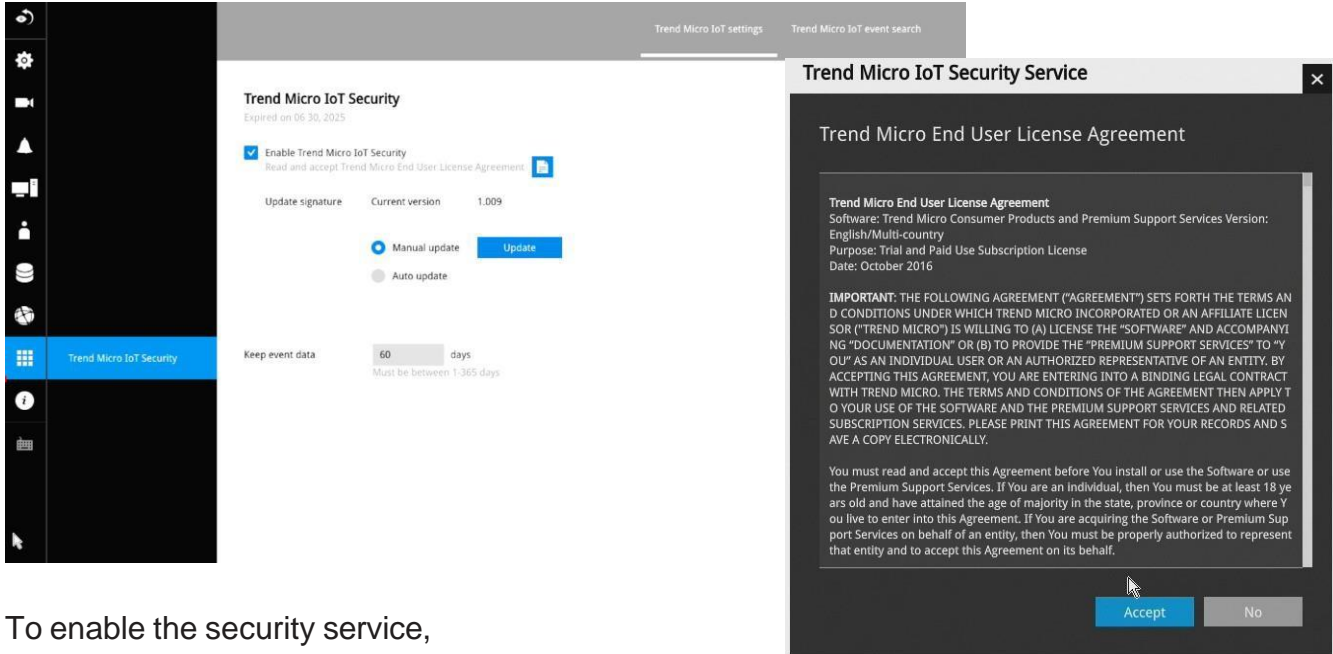 Trend Micro IoT settings
Trend Micro IoT event search
Trend Micro IoT Security
Expired on 06 30, 2025
Enable Trend Micro IoT Security
Read and accept Trend Micro End User License Agreement
Update signature Current version 1.009
Manual update Update
Auto update
Trend Micro IoT Security
Keep event data 60 days
Must be between 1-365 days
Trend Micro IoT Security Service
Trend Micro End User License Agreement
Trend Micro End User License Agreement
Software: Trend Micro Consumer Products and Premium Support Services Version:
English/Multi-country
Purpose: Trial and Paid Use Subscription License
Date: October 2016
IMPORTANT: THE FOLLOWING AGREEMENT ("AGREEMENT") SETS FORTH THE TERMS AN
D CONDITIONS UNDER WHICH TREND MICRO INCORPORATED OR AN AFFILIATE LICEN
SOR ("TREND MICRO") IS WILLING TO (A) LICENSE THE "SOFTWARE" AND ACCOMPANYI
NG "DOCUMENTATION" OR (B) TO PROVIDE THE "PREMIUM SUPPORT SERVICES" TO "Y
OU" AS AN INDIVIDUAL USER OR AN AUTHORIZED REPRESENTATIVE OF AN ENTITY. BY
ACCEPTING THIS AGREEMENT, YOU ARE ENTERING INTO A BINDING LEGAL CONTRACT
WITH TREND MICRO. THE TERMS AND CONDITIONS OF THE AGREEMENT THEN APPLY T
O YOUR USE OF THE SOFTWARE AND THE PREMIUM SUPPORT SERVICES AND RELATED
SUBSCRIPTION SERVICES. PLEASE PRINT THIS AGREEMENT FOR YOUR RECORDS AND S
AVE A COPY ELECTRONICALLY.
You must read and accept this Agreement before You install or use the Software or use
the Premium Support Services. If You are an individual, then You must be at least 18 ye
ars old and have attained the age of majority in the state, province or country where Y
ou live to enter into this Agreement. If You are acquiring the Software or Premium Sup
port Services on behalf of an entity, then You must be properly authorized to represent
that entity and to accept this Agreement on its behalf.
Accept No
To enable the security service,